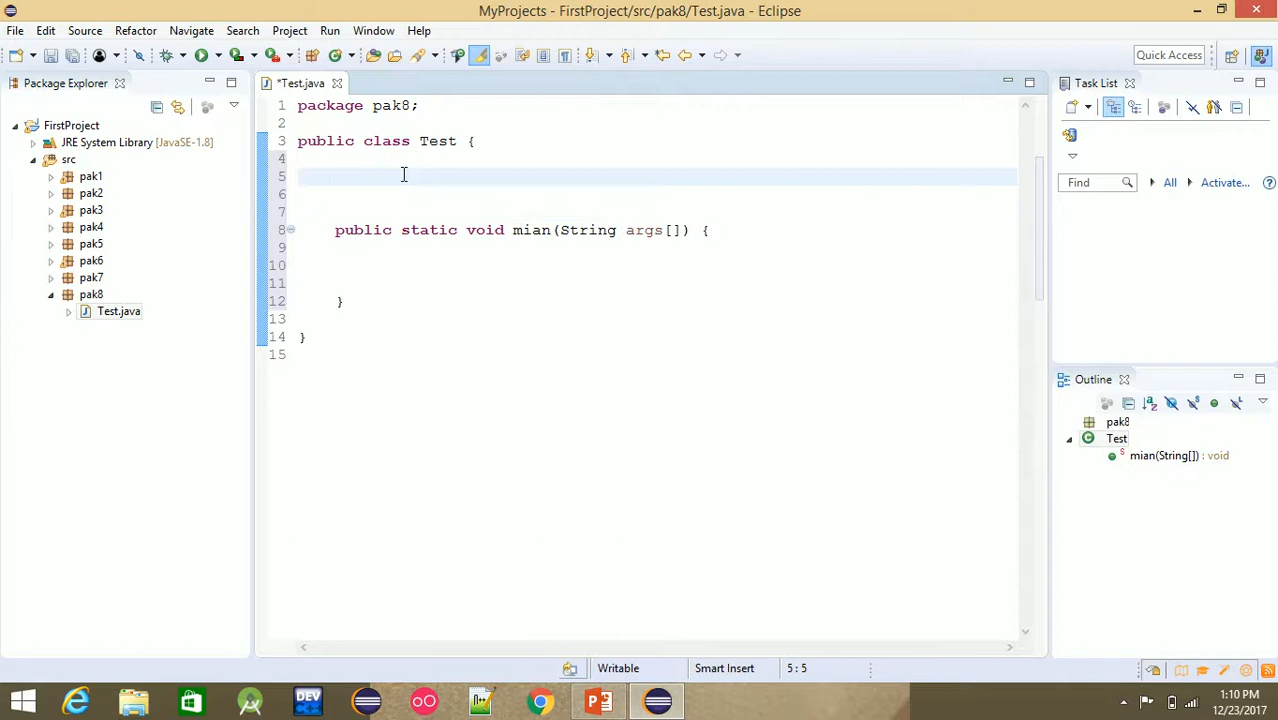 MyProjects - FirstProject/src/pak8/Test.java - Eclipse
File Edit Source Refactor Navigate Search Project Run Window Help
Quick Access
Package Explorer
FirstProject
JRE System Library [JavaSE-1.8]
src
pak1
pak2
pak3
pak4
pak5
pak6
pak7
pak8
Test.java
*Test.java
1 package pak8;
2
3 public class Test {
4
5
6
7
8 public static void mian(String args[]) {
9
10
11
12 }
13
14 }
15
Task List
Find All Activate...
Outline
pak8
Test
mian(String[]) : void
Writable Smart Insert 5 : 5
DEV
1:10 PM
12/23/2017